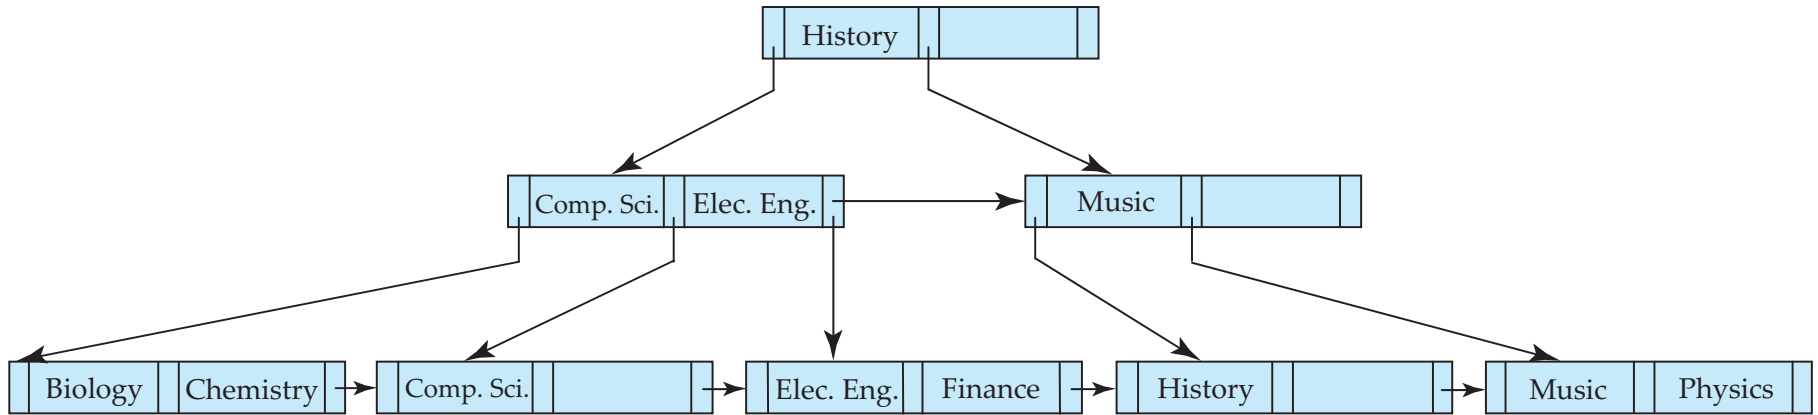 History
Comp. Sci. Elec. Eng. Music
Biology Chemistry Comp. Sci. Elec. Eng. Finance History Music Physics